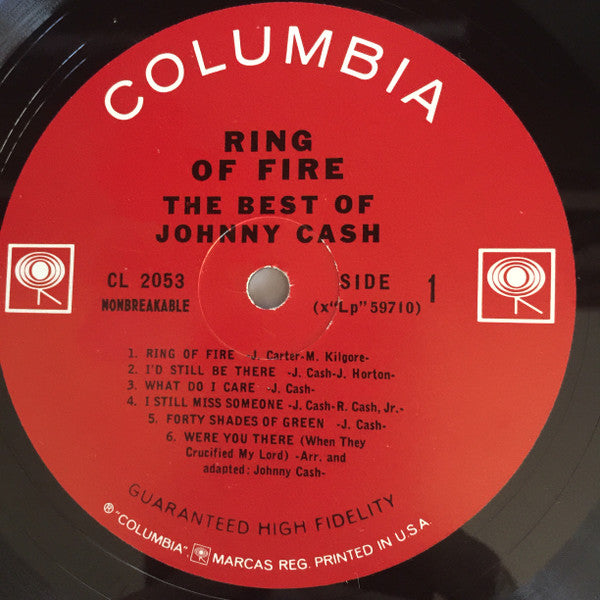 COLUMBIA
RING
OF FIRE
THE BEST OF
JOHNNY CASH
CL 2053
NONBREAKABLE
SIDE 1
(x"Lp" 59710)
1. RING OF FIRE -J. Carter-M. Kilgore-
2. I'D STILL BE THERE -J. Cash-J. Horton-
3. WHAT DO I CARE -J. Cash-
4. I STILL MISS SOMEONE -J. Cash-R. Cash, Jr.-
5. FORTY SHADES OF GREEN -J. Cash-
6. WERE YOU THERE (When They
Crucified My Lord) -Arr. and
adapted: Johnny Cash-
GUARANTEED HIGH FIDELITY
® "COLUMBIA", MARCAS REG. PRINTED IN U.S.A.